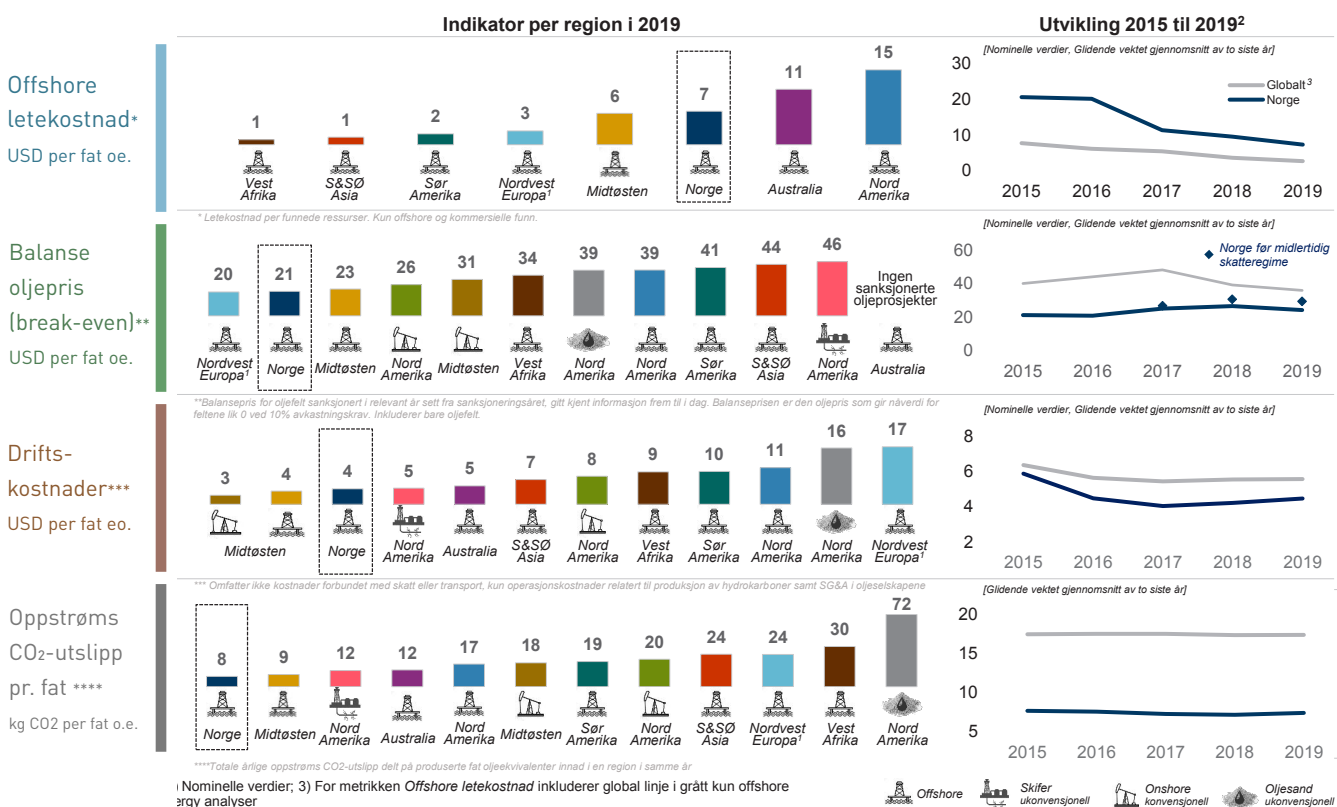 Indikator per region i 2019
Utvikling 2015 til 2019²
Offshore
letekostnad*
USD per fat oe.
1
1
2
3
6
7
11
15
Vest
Afrika
S&SØ
Asia
Sør
Amerika
Nordvest
Europa¹
Midtøsten
Norge
Australia
Nord
Amerika
* Letekostnad per funnede ressurser. Kun offshore og kommersielle funn.
[Nominelle verdier, Glidende vektet gjennomsnitt av to siste år]
30
20
10
0
Globalt³
Norge
2015 2016 2017 2018 2019
Balanse
oljepris
(break-even)**
USD per fat oe.
20
21
23
26
31
34
39
39
41
44
46
Ingen
sanksjonerte
oljeprosjekter
Nordvest
Europa¹
Norge
Midtøsten
Nord
Amerika
Midtøsten
Vest
Afrika
Nord
Amerika
Nord
Amerika
Sør
Amerika
S&SØ
Asia
Nord
Amerika
Australia
**Balansepris for oljefelt sanksjonert i relevant år sett fra sanksjoneringsåret, gitt kjent informasjon frem til i dag. Balanseprisen er den oljepris som gir nåverdi for
feltene lik 0 ved 10% avkastningskrav. Inkluderer bare oljefelt.
[Nominelle verdier, Glidende vektet gjennomsnitt av to siste år]
60
40
20
0
Norge før midlertidig
skatteregime
2015 2016 2017 2018 2019
Drifts-
kostnader***
USD per fat eo.
3
4
4
5
5
7
8
9
10
11
16
17
Midtøsten
Norge
Nord
Amerika
Australia
S&SØ
Asia
Nord
Amerika
Vest
Afrika
Sør
Amerika
Nord
Amerika
Nord
Amerika
Nordvest
Europa¹
*** Omfatter ikke kostnader forbundet med skatt eller transport, kun operasjonskostnader relatert til produksjon av hydrokarboner samt SG&A i oljeselskapene
[Nominelle verdier, Glidende vektet gjennomsnitt av to siste år]
8
6
4
2
2015 2016 2017 2018 2019
Oppstrøms
CO₂-utslipp
pr. fat ****
kg CO2 per fat o.e.
8
9
12
12
17
18
19
20
24
24
30
72
Norge
Midtøsten
Nord
Amerika
Australia
Nord
Amerika
Midtøsten
Sør
Amerika
Nord
Amerika
S&SØ
Asia
Nordvest
Europa¹
Vest
Afrika
Nord
Amerika
****Totale årlige oppstrøms CO2-utslipp delt på produserte fat oljeekvivalenter innad i en region i samme år
[Glidende vektet gjennomsnitt av to siste år]
20
15
10
5
2015 2016 2017 2018 2019
) Nominelle verdier; 3) For metrikken Offshore letekostnad inkluderer global linje i grått kun offshore
ergy analyser
Offshore
Skifer
ukonvensjonell
Onshore
konvensjonell
Oljesand
ukonvensjonell